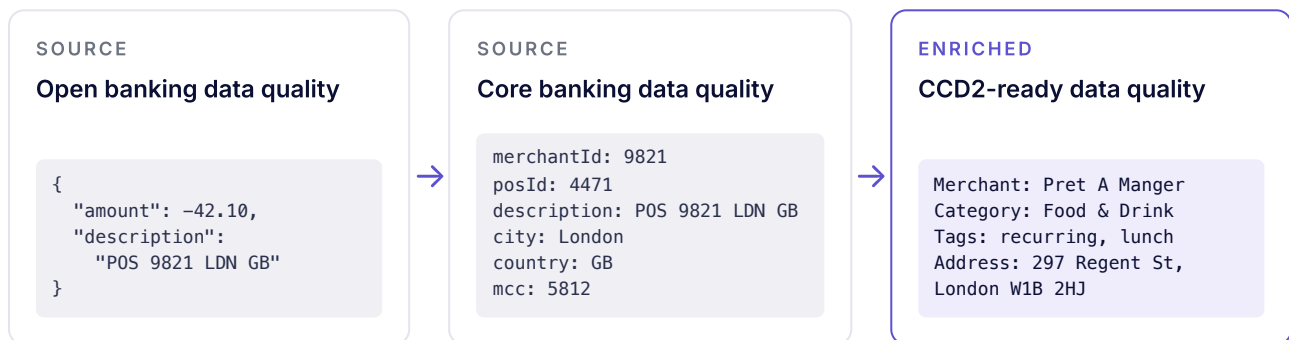 SOURCE
Open banking data quality
{
  "amount": -42.10,
  "description":
    "POS 9821 LDN GB"
}
SOURCE
Core banking data quality
merchantId: 9821
posId: 4471
description: POS 9821 LDN GB
city: London
country: GB
mcc: 5812
ENRICHED
CCD2-ready data quality
Merchant: Pret A Manger
Category: Food & Drink
Tags: recurring, lunch
Address: 297 Regent St,
London W1B 2HJ